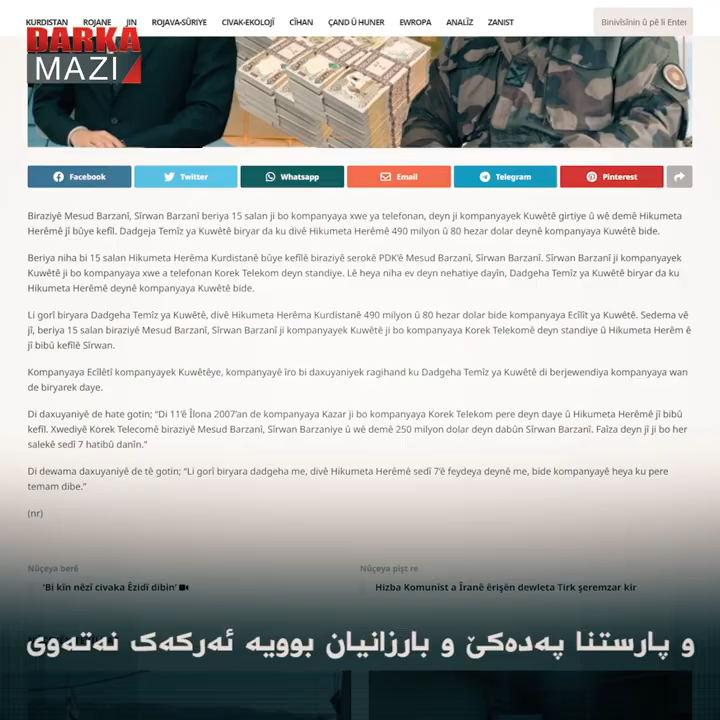 KURDISTAN ROJANE JIN ROJAVA-SÛRIYE CIVAK-EKOLOJÎ CÎHAN ÇAND Û HUNER EWROPA ANALÎZ ZANIST Binivîsînin û pê li Enter
DARKA
MAZI
Facebook Twitter Whatsapp Email Telegram Pinterest
Biraziyê Mesud Barzanî, Sîrwan Barzanî beriya 15 salan ji bo kompanyaya xwe ya telefonan, deyn ji kompanyayek Kuwêtê girtiye û wê demê Hikumeta
Herêmê jî bûye kefîl. Dadgeja Temîz ya Kuwêtê biryar da ku divê Hikumeta Herêmê 490 milyon û 80 hezar dolar deynê kompanyaya Kuwêtê bide.
Beriya niha bi 15 salan Hikumeta Herêma Kurdistanê bûye kefîlê biraziyê serokê PDK'ê Mesud Barzanî, Sîrwan Barzanî. Sîrwan Barzanî ji kompanyayek
Kuwêtê ji bo kompanyaya xwe a telefonan Korek Telekom deyn standiye. Lê heya niha ev deyn nehatiye dayîn, Dadgeha Temîz ya Kuwêtê biryar da ku
Hikumeta Herêmê deynê kompanyaya Kuwêtê bide.
Li gorî biryara Dadgeha Temîz ya Kuwêtê, divê Hikumeta Herêma Kurdistanê 490 milyon û 80 hezar dolar bide kompanyaya Ecîlît ya Kuwêtê. Sedema vê
jî, beriya 15 salan biraziyê Mesud Barzanî, Sîrwan Barzanî ji kompanyayek Kuwêtê ji bo kompanyaya Korek Telekomê deyn standiye û Hikumeta Herêm ê
jî bibû kefîlê Sîrwan.
Kompanyaya Ecîlêtî kompanyayek Kuwêtêye, kompanyayê îro bi daxuyaniyek ragihand ku Dadgeha Temîz ya Kuwêtê di berjewendiya kompanyaya wan
de biryarek daye.
Di daxuyaniyê de hate gotin; "Di 11'ê Îlona 2007'an de kompanyaya Kazar ji bo kompanyaya Korek Telekom pere deyn daye û Hikumeta Herêmê jî bibû
kefîl. Xwediyê Korek Telecomê biraziyê Mesud Barzanî, Sîrwan Barzaniye û wê demê 250 milyon dolar deyn dabûn Sîrwan Barzanî. Faîza deyn jî ji bo her
salekê sedî 7 hatibû danîn."
Di dewama daxuyaniyê de tê gotin; "Li gorî biryara dadgeha me, divê Hikumeta Herêmê sedî 7'ê feydeya deynê me, bide kompanyayê heya ku pere
temam dibe."
(nr)
Nûçeya berê Nûçeya pişt re
'Bi kîn nêzî civaka Êzidî dibin' Hizba Komunîst a Îranê êrişên dewleta Tirk şeremzar kir
و پارستنا پەدەکێ و بارزانیان بوویە ئەرکەک نەتەوی